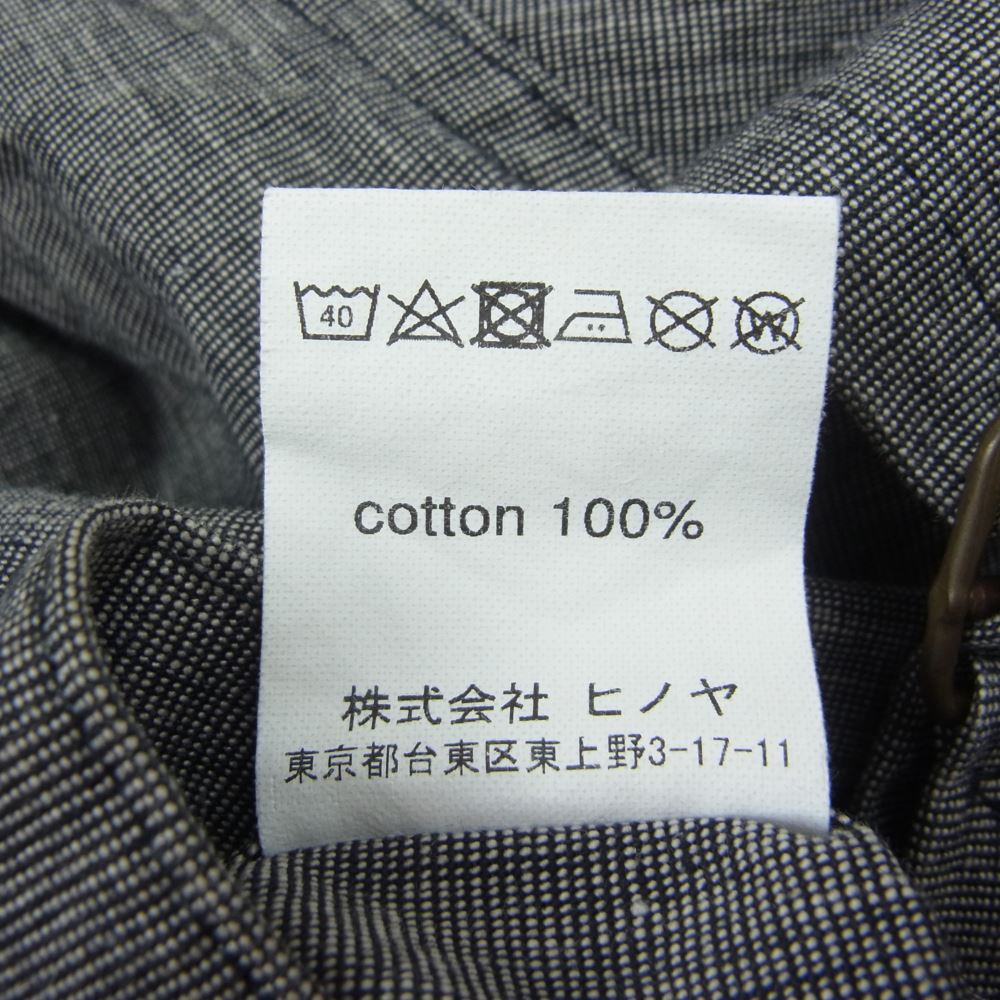 40 W
cotton 100%
株式会社 ヒノヤ
東京都台東区東上野3-17-11